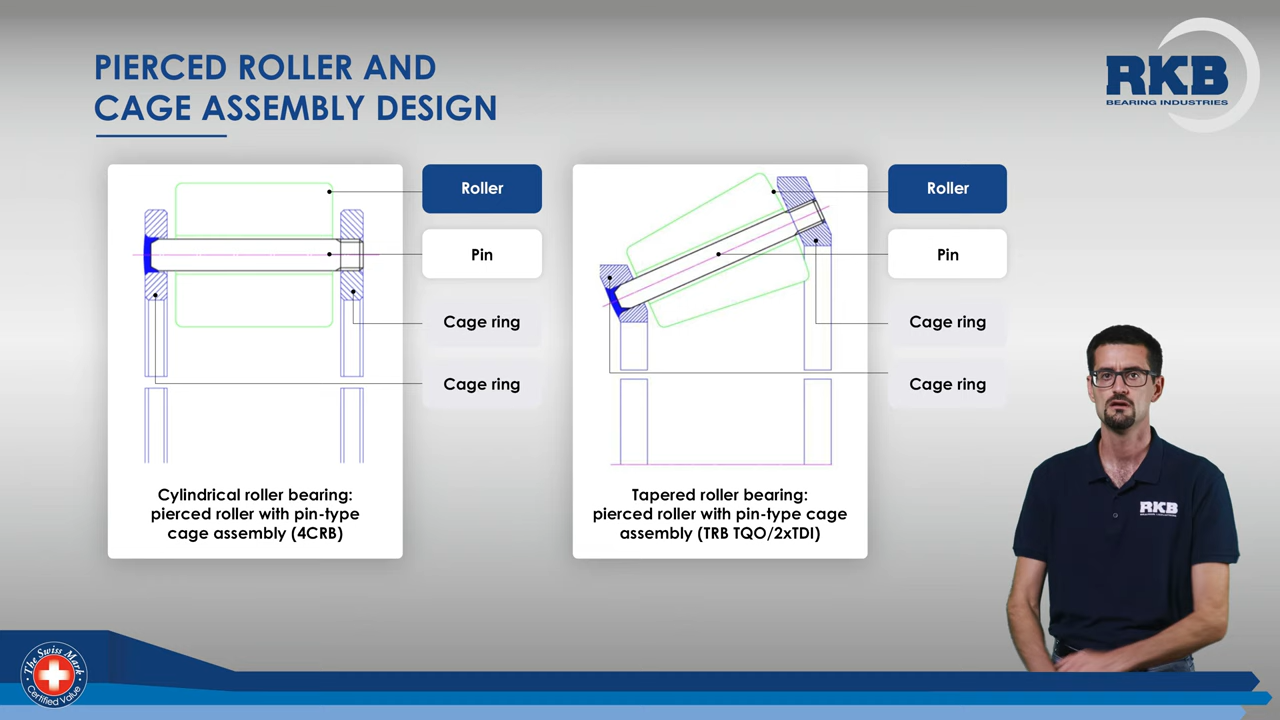 PIERCED ROLLER AND
CAGE ASSEMBLY DESIGN
RKB
BEARING INDUSTRIES
Roller
Pin
Cage ring
Cage ring
Cylindrical roller bearing:
pierced roller with pin-type
cage assembly (4CRB)
Roller
Pin
Cage ring
Cage ring
Tapered roller bearing:
pierced roller with pin-type cage
assembly (TRB TQO/2xTDI)
RKB
The Swiss Mark
Certified Value